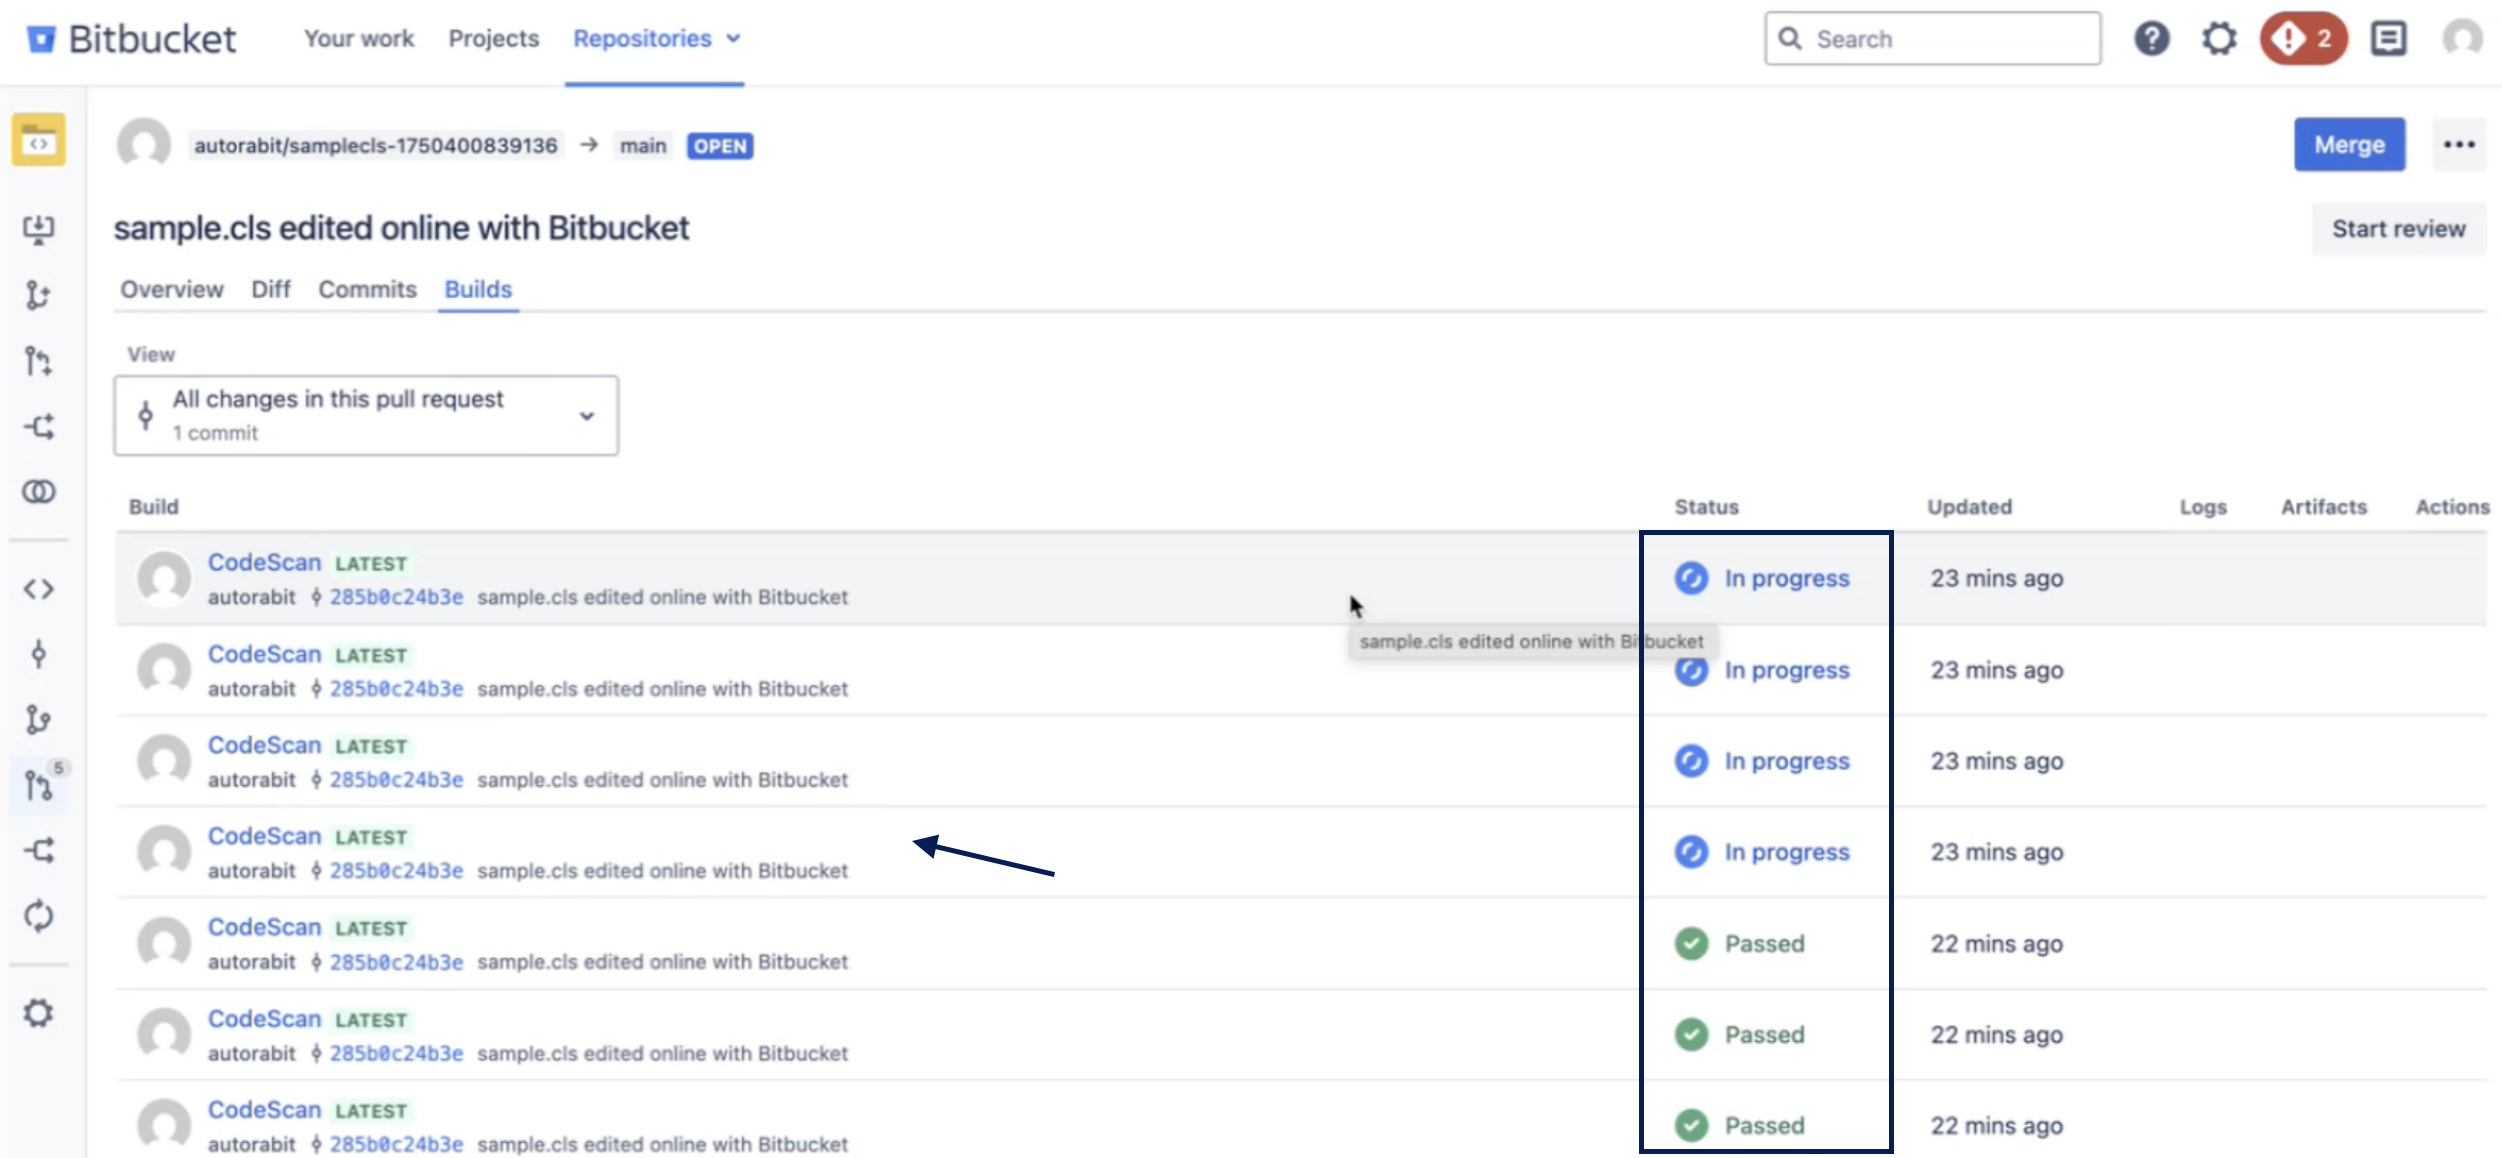 Bitbucket Your work Projects Repositories Search 2
autorabit/samplecls-1750400839136 → main OPEN Merge
sample.cls edited online with Bitbucket Start review
Overview Diff Commits Builds
View
All changes in this pull request
1 commit
Build Status Updated Logs Artifacts Actions
CodeScan LATEST In progress 23 mins ago
autorabit 285b0c24b3e sample.cls edited online with Bitbucket
sample.cls edited online with Bitbucket
CodeScan LATEST In progress 23 mins ago
autorabit 285b0c24b3e sample.cls edited online with Bitbucket
CodeScan LATEST In progress 23 mins ago
autorabit 285b0c24b3e sample.cls edited online with Bitbucket
5
CodeScan LATEST In progress 23 mins ago
autorabit 285b0c24b3e sample.cls edited online with Bitbucket
CodeScan LATEST Passed 22 mins ago
autorabit 285b0c24b3e sample.cls edited online with Bitbucket
CodeScan LATEST Passed 22 mins ago
autorabit 285b0c24b3e sample.cls edited online with Bitbucket
CodeScan LATEST Passed 22 mins ago
autorabit 285b0c24b3e sample.cls edited online with Bitbucket